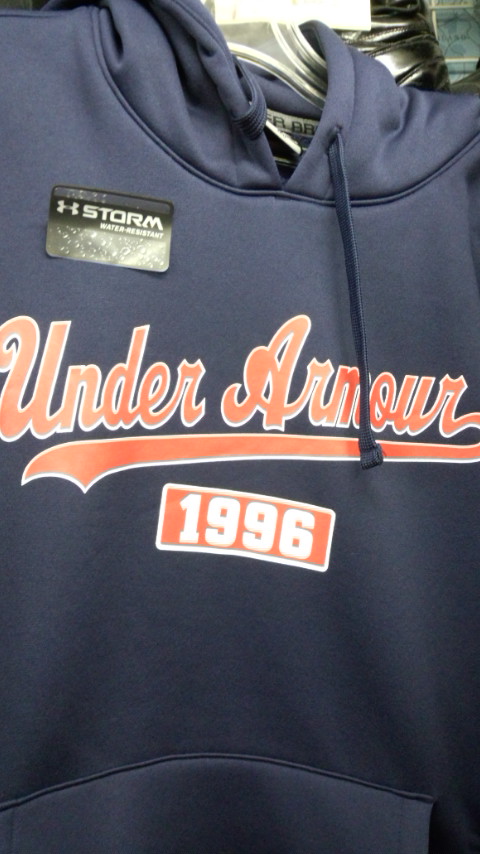 STORM
WATER-RESISTANT
Under Armour
1996